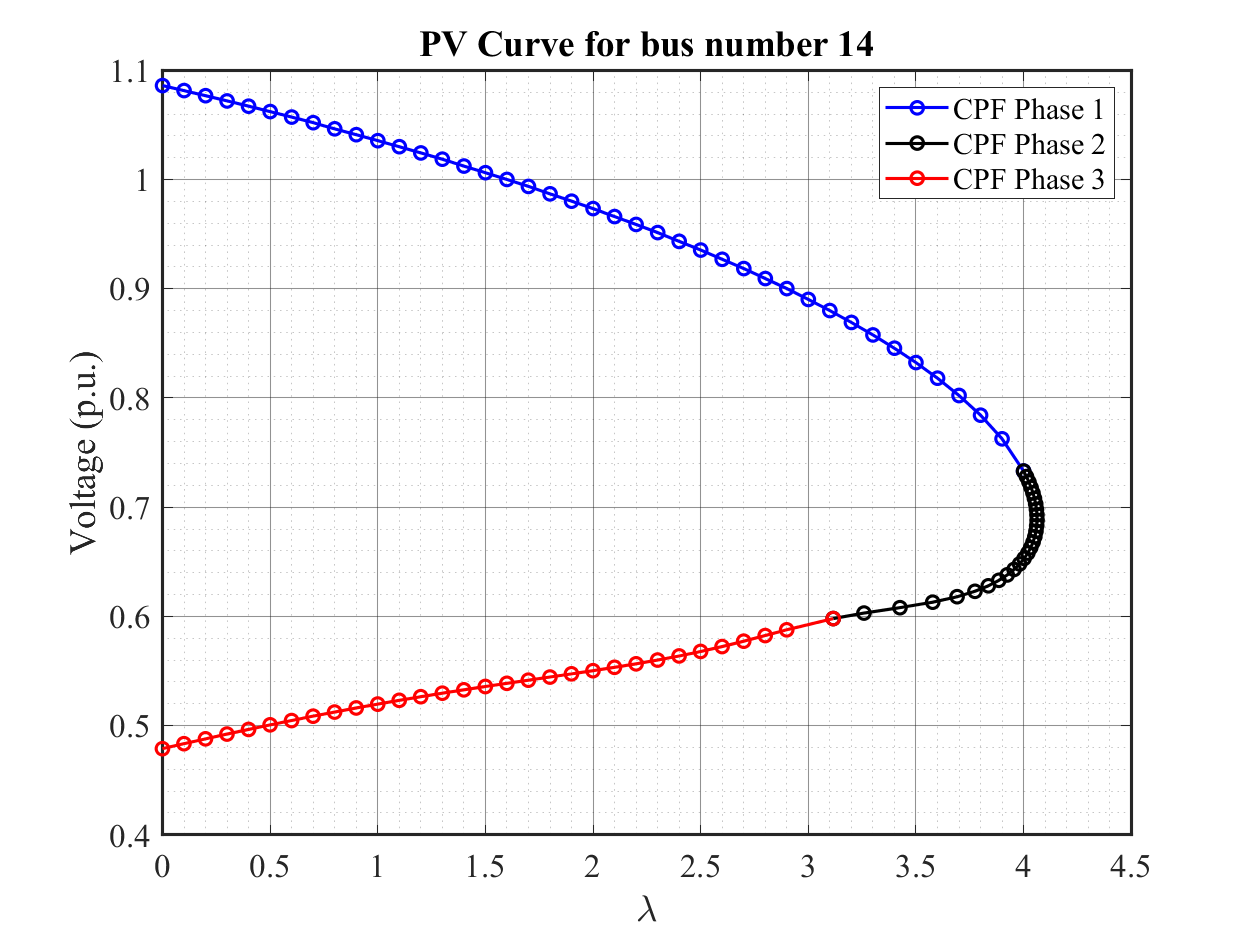 PV Curve for bus number 14
1.1
1
0.9
0.8
0.7
0.6
0.5
0.4
Voltage (p.u.)
CPF Phase 1
CPF Phase 2
CPF Phase 3
0 0.5 1 1.5 2 2.5 3 3.5 4 4.5
λ